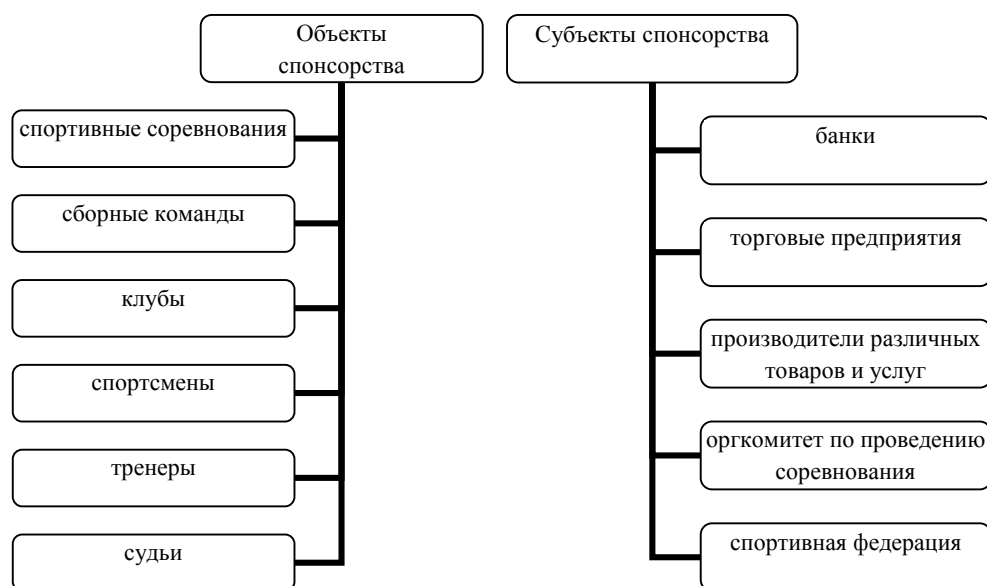 Объекты
спонсорства
спортивные соревнования
сборные команды
клубы
спортсмены
тренеры
судьи
Субъекты спонсорства
банки
торговые предприятия
производители различных
товаров и услуг
оргкомитет по проведению
соревнования
спортивная федерация